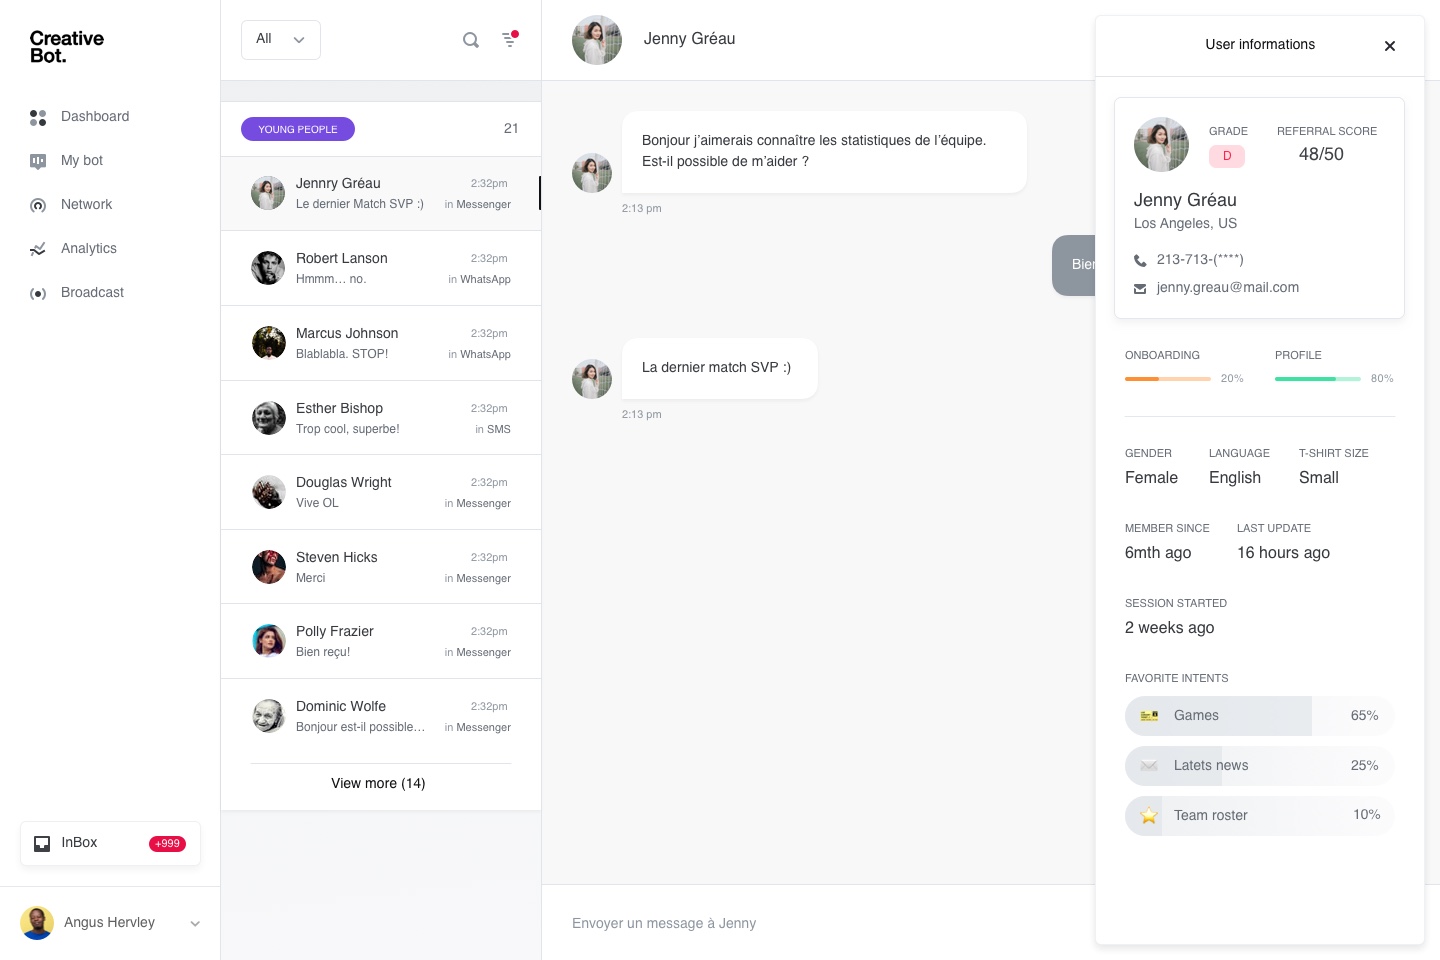 Creative
Bot.
Dashboard
My bot
Network
Analytics
Broadcast
InBox
+999
Angus Hervley
All
YOUNG PEOPLE
21
Jennry Gréau
2:32pm
Le dernier Match SVP :)
in Messenger
Robert Lanson
2:32pm
Hmmm... no.
in WhatsApp
Marcus Johnson
2:32pm
Blablabla. STOP!
in WhatsApp
Esther Bishop
2:32pm
Trop cool, superbe!
in SMS
Douglas Wright
2:32pm
Vive OL
in Messenger
Steven Hicks
2:32pm
Merci
in Messenger
Polly Frazier
2:32pm
Bien reçu!
in Messenger
Dominic Wolfe
2:32pm
Bonjour est-il possible...
in Messenger
View more (14)
Jenny Gréau
Bonjour j'aimerais connaître les statistiques de l'équipe.
Est-il possible de m'aider ?
2:13 pm
La dernier match SVP :)
2:13 pm
Envoyer un message à Jenny
User informations
GRADE
REFERRAL SCORE
D
48/50
Jenny Gréau
Los Angeles, US
213-713-(****)
jenny.greau@mail.com
ONBOARDING
PROFILE
20%
80%
GENDER
LANGUAGE
T-SHIRT SIZE
Female
English
Small
MEMBER SINCE
LAST UPDATE
6mth ago
16 hours ago
SESSION STARTED
2 weeks ago
FAVORITE INTENTS
Games
65%
Latets news
25%
Team roster
10%